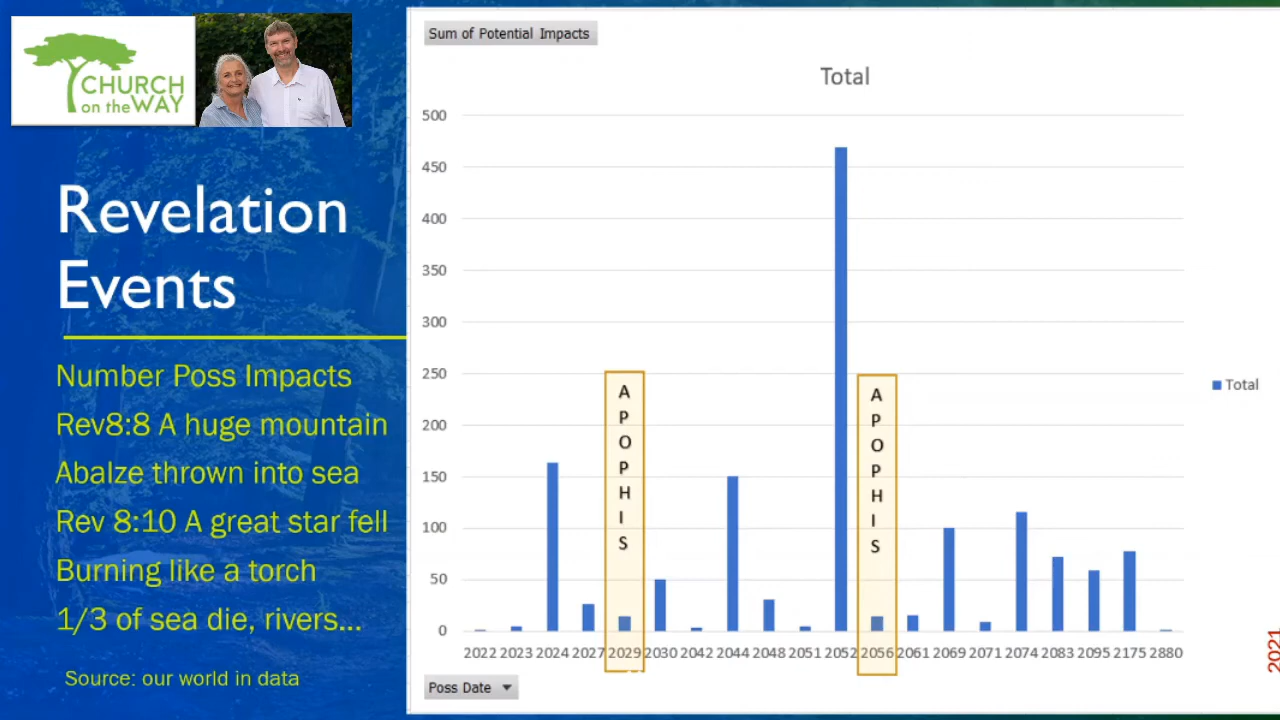 CHURCH
on the WAY
Revelation
Events
Number Poss Impacts
Rev8:8 A huge mountain
Abalze thrown into sea
Rev 8:10 A great star fell
Burning like a torch
1/3 of sea die, rivers...
Source: our world in data
Sum of Potential Impacts
Total
500
450
400
350
300
250
200
150
100
50
0
APOPHIS
APOPHIS
2022 2023 2024 2027 2029 2030 2042 2044 2048 2051 2052 2056 2061 2069 2071 2074 2083 2095 2175 2880
Total
Poss Date
2021